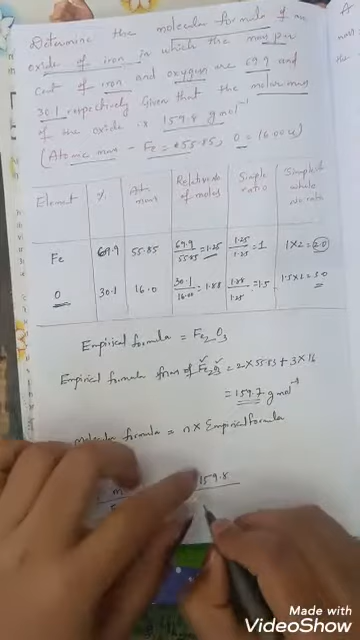 Determine the molecular formula of an
oxide of iron in which the mass per
cent of iron and oxygen are 69.9 and
30.1 respectively Given that the molar mass
of the oxide is 159.8 g mol⁻¹
(Atomic mass - Fe = 55.85, O = 16.00 u)
Element % At mass Relative no of moles Simple ratio Simplest whole no ratio
Fe 69.9 55.85 69.9/55.85 = 1.25 1.25/1.25 = 1 1 x 2 = 2.0
O 30.1 16.0 30.1/16.00 = 1.88 1.88/1.25 = 1.5 1.5 x 2 = 3.0
Empirical formula = Fe₂O₃
Empirical formula mass of Fe₂O₃ = 2 x 55.85 + 3 x 16
= 159.7 g mol⁻¹
Molecular formula = n x Empirical formula
159.8
Made with
VideoShow